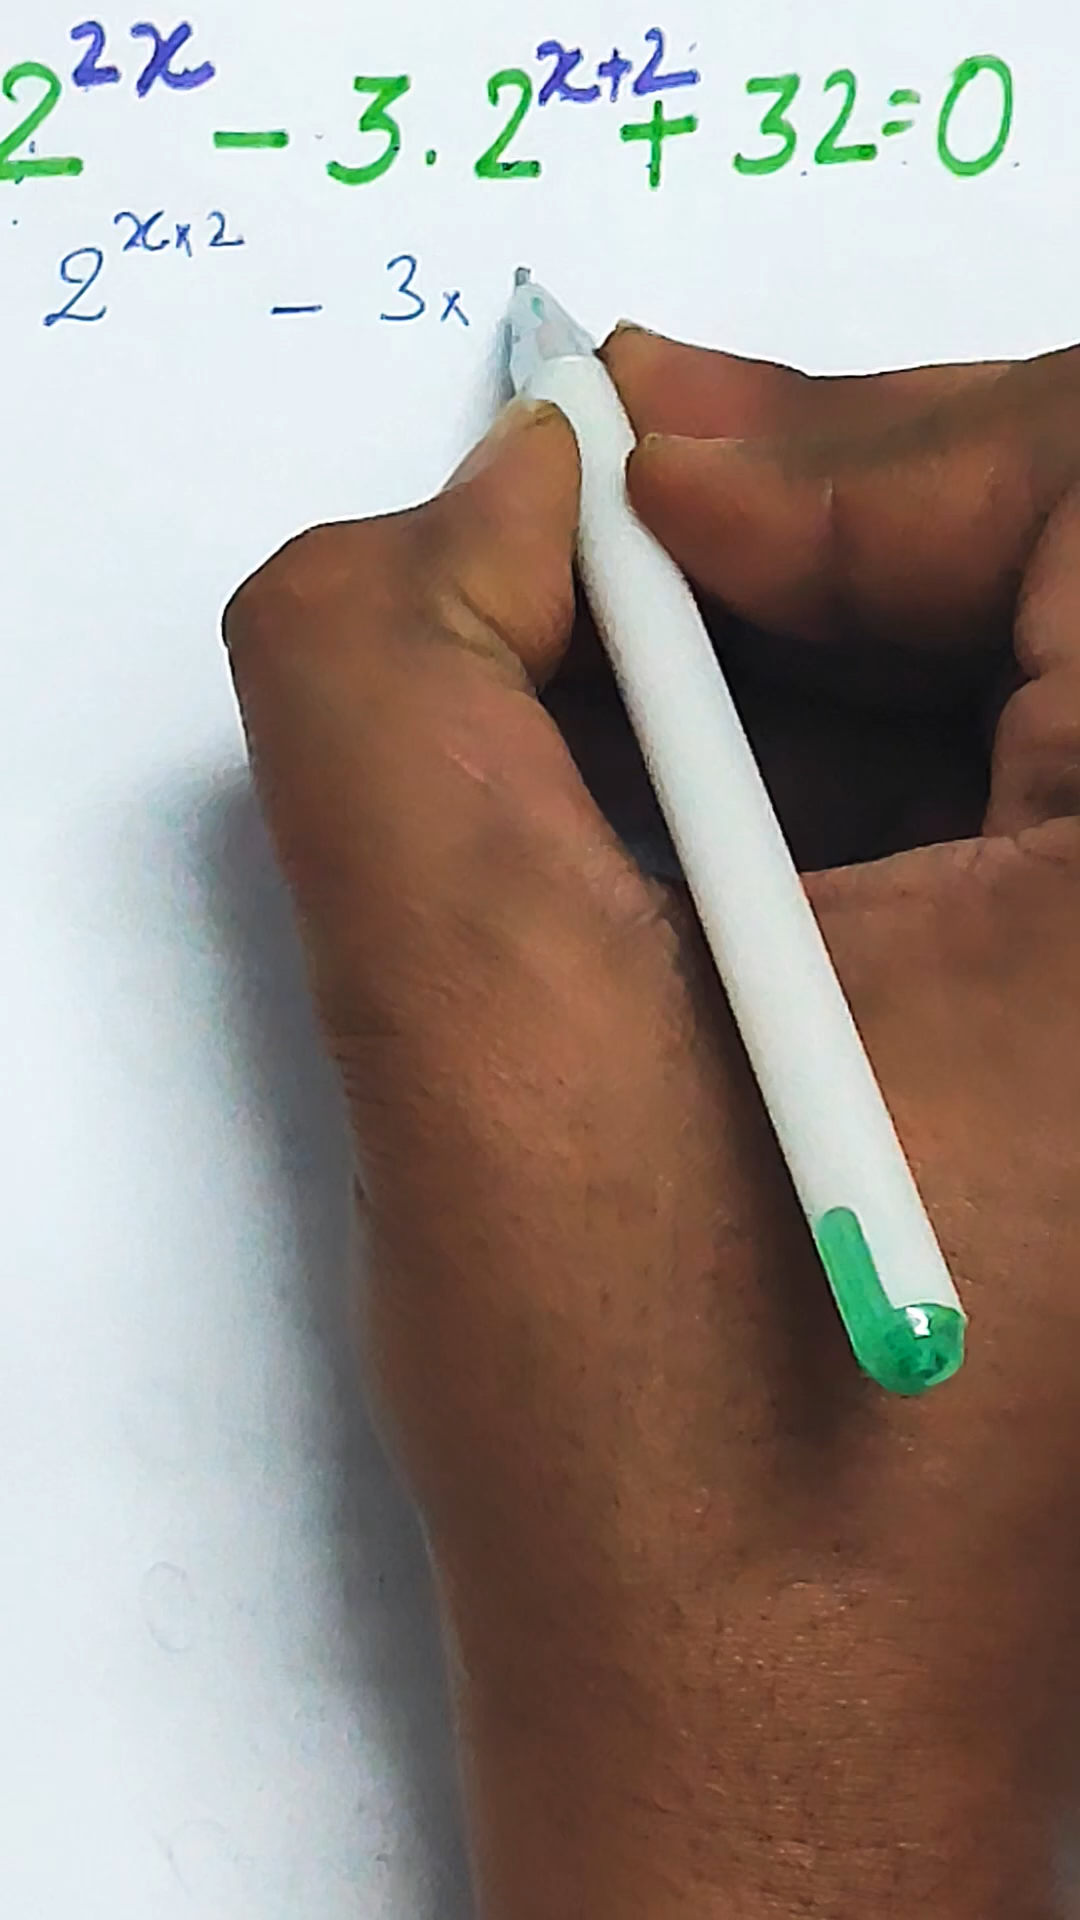 2^{2x} - 3. 2^{x+2} + 32=0
2^{x×2} - 3×